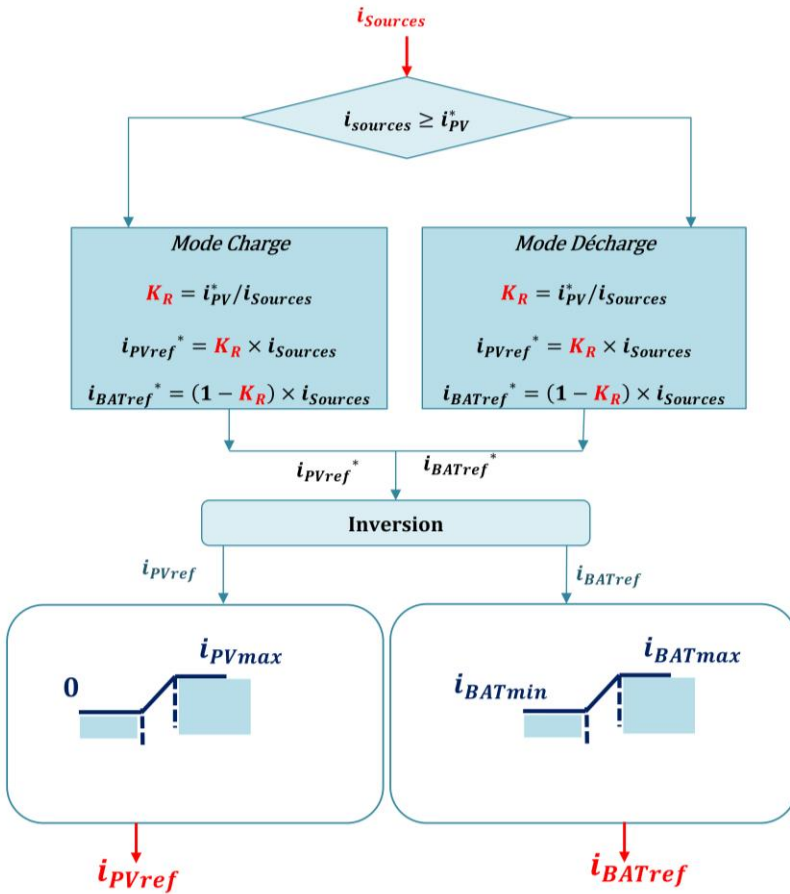 i_Sources
i_sources ≥ i*_PV
Mode Charge
K_R = i*_PV/i_Sources
i_PVref* = K_R × i_Sources
i_BATref* = (1 − K_R) × i_Sources
Mode Décharge
K_R = i*_PV/i_Sources
i_PVref* = K_R × i_Sources
i_BATref* = (1 − K_R) × i_Sources
i_PVref*
i_BATref*
Inversion
i_PVref
i_BATref
0
i_PVmax
i_BATmin
i_BATmax
i_PVref
i_BATref